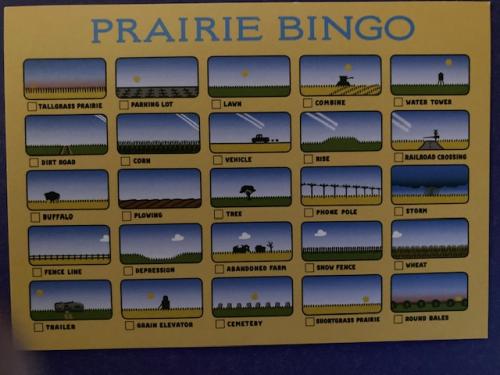 PRAIRIE BINGO
TALLGRASS PRAIRIE PARKING LOT LAWN COMBINE WATER TOWER
DIRT ROAD CORN VEHICLE RISE RAILROAD CROSSING
BUFFALO PLOWING TREE PHONE POLE STORM
FENCE LINE DEPRESSION ABANDONED FARM SNOW FENCE WHEAT
TRAILER GRAIN ELEVATOR CEMETERY SHORTGRASS PRAIRIE ROUND BALES